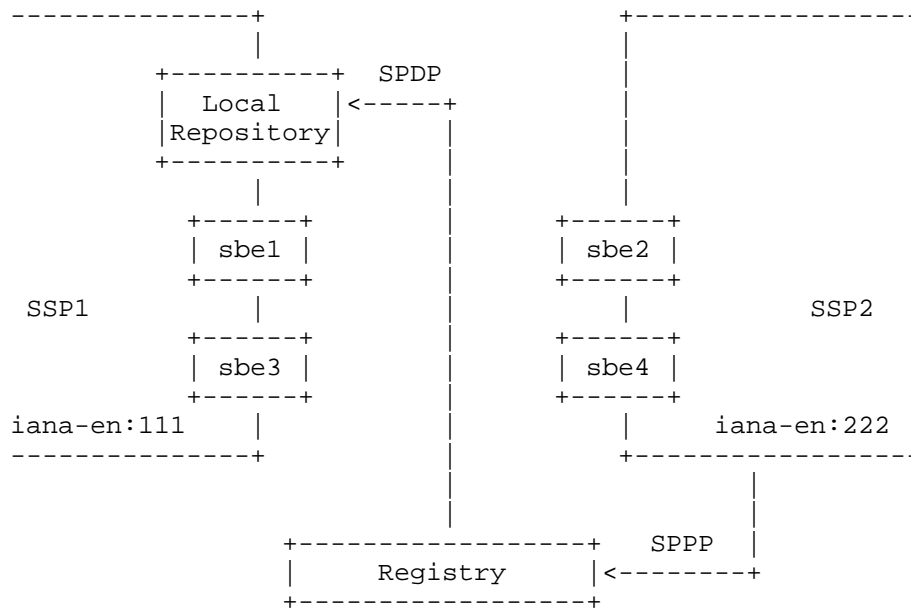 SPDP
Local
Repository
sbe1
sbe2
SSP1
SSP2
sbe3
sbe4
iana-en:111
iana-en:222
SPPP
Registry